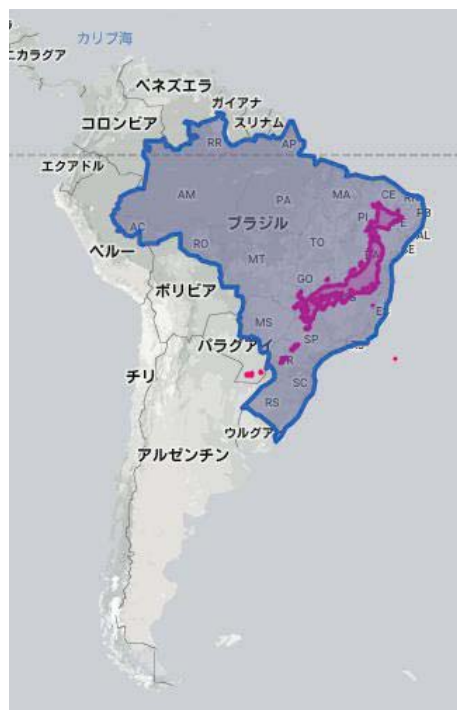 カリブ海
ニカラグア
ベネズエラ
ガイアナ
コロンビア
スリナム
RR
AP
エクアドル
AM
PA
MA
CE
RN
PI
PB
ブラジル
AC
AL
TO
RO
ペルー
SE
MT
BA
GO
ボリビア
MS
SP
パラグアイ
PR
チリ
SC
RS
ウルグア
アルゼンチン